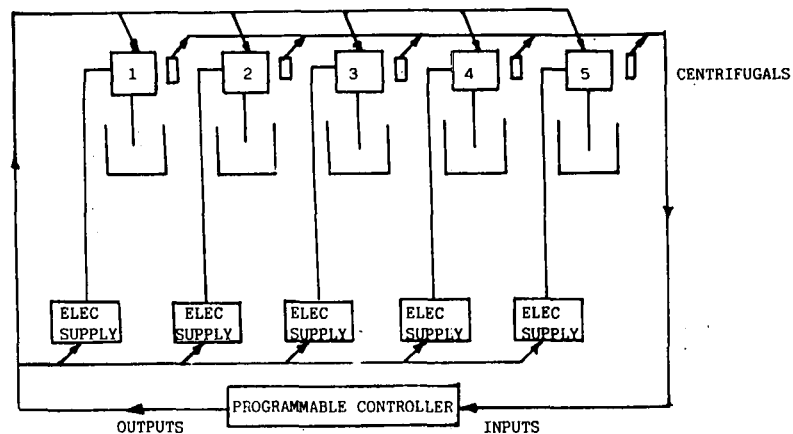 1 2 3 4 5
CENTRIFUGALS
ELEC SUPPLY
ELEC SUPPLY
ELEC SUPPLY
ELEC SUPPLY
ELEC SUPPLY
PROGRAMMABLE CONTROLLER
OUTPUTS
INPUTS